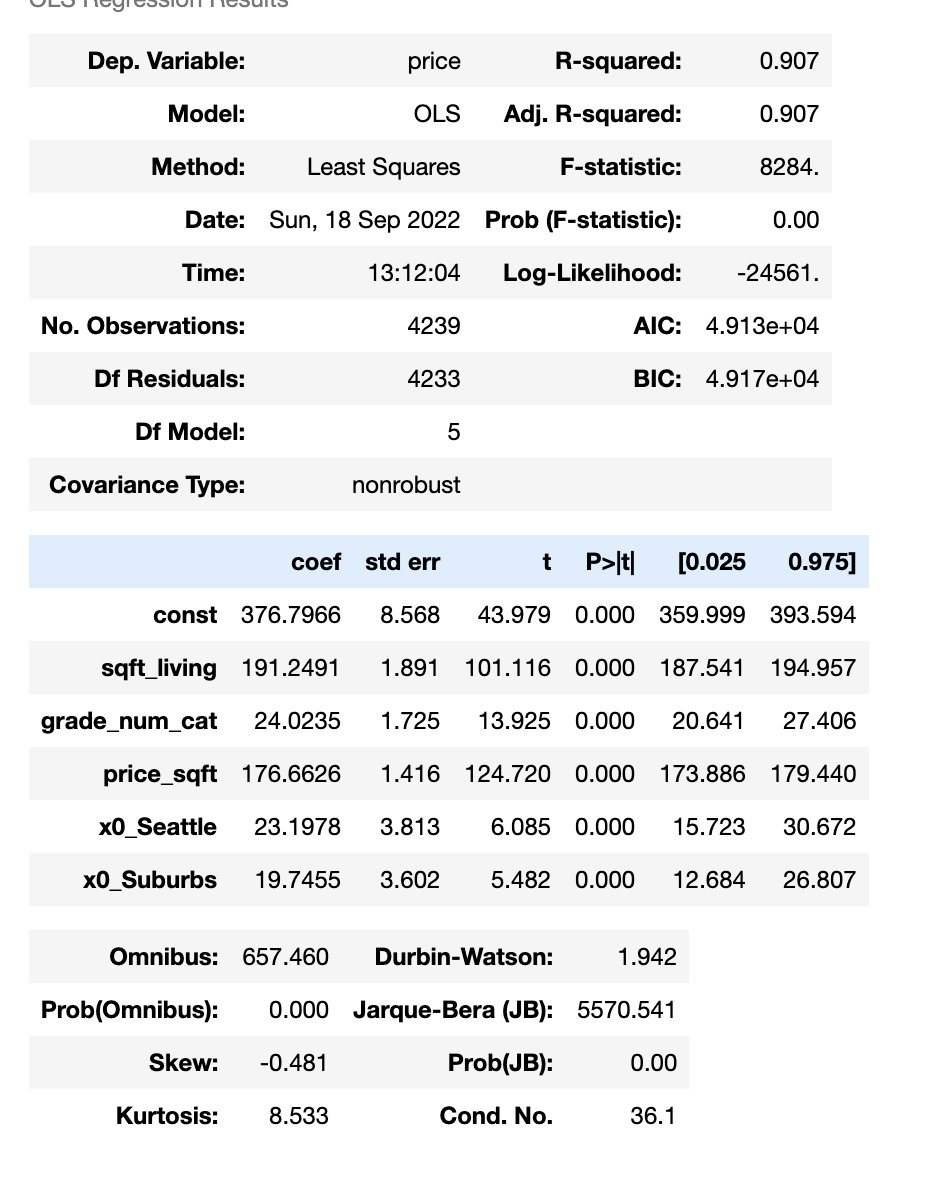 OLS Regression Results
Dep. Variable: price R-squared: 0.907
Model: OLS Adj. R-squared: 0.907
Method: Least Squares F-statistic: 8284.
Date: Sun, 18 Sep 2022 Prob (F-statistic): 0.00
Time: 13:12:04 Log-Likelihood: -24561.
No. Observations: 4239 AIC: 4.913e+04
Df Residuals: 4233 BIC: 4.917e+04
Df Model: 5
Covariance Type: nonrobust
coef std err t P>|t| [0.025 0.975]
const 376.7966 8.568 43.979 0.000 359.999 393.594
sqft_living 191.2491 1.891 101.116 0.000 187.541 194.957
grade_num_cat 24.0235 1.725 13.925 0.000 20.641 27.406
price_sqft 176.6626 1.416 124.720 0.000 173.886 179.440
x0_Seattle 23.1978 3.813 6.085 0.000 15.723 30.672
x0_Suburbs 19.7455 3.602 5.482 0.000 12.684 26.807
Omnibus: 657.460 Durbin-Watson: 1.942
Prob(Omnibus): 0.000 Jarque-Bera (JB): 5570.541
Skew: -0.481 Prob(JB): 0.00
Kurtosis: 8.533 Cond. No. 36.1